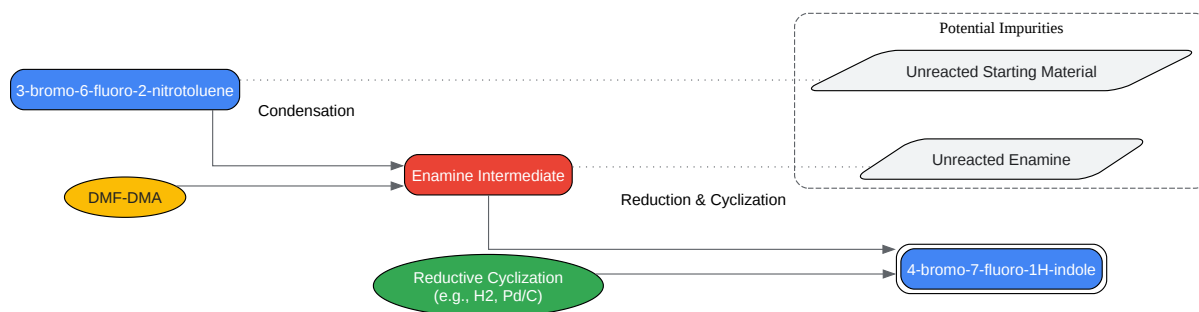 Potential Impurities
Unreacted Starting Material
3-bromo-6-fluoro-2-nitrotoluene
Condensation
Unreacted Enamine
Enamine Intermediate
DMF-DMA
Reduction & Cyclization
4-bromo-7-fluoro-1H-indole
Reductive Cyclization
(e.g., H2, Pd/C)